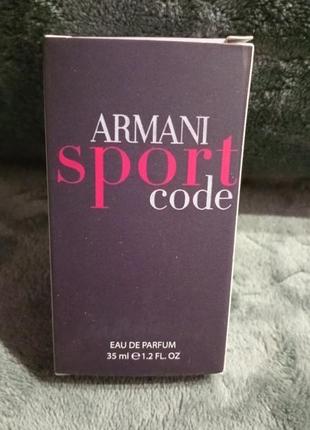 ARMANI
sport
code
EAU DE PARFUM
35 ml ℮ 1.2 FL. OZ